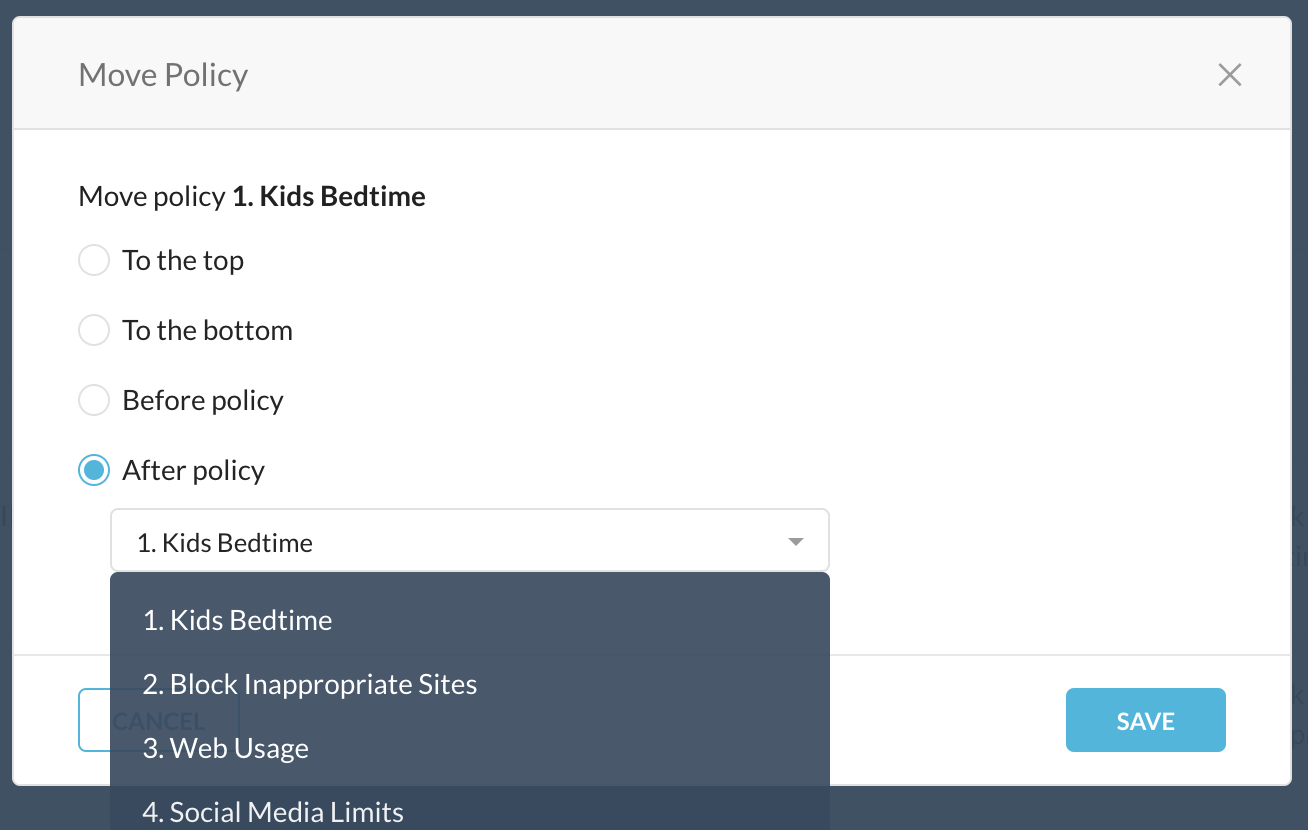 Move Policy
Move policy 1. Kids Bedtime
To the top
To the bottom
Before policy
After policy
1. Kids Bedtime
1. Kids Bedtime
2. Block Inappropriate Sites
CANCEL
SAVE
3. Web Usage
4. Social Media Limits